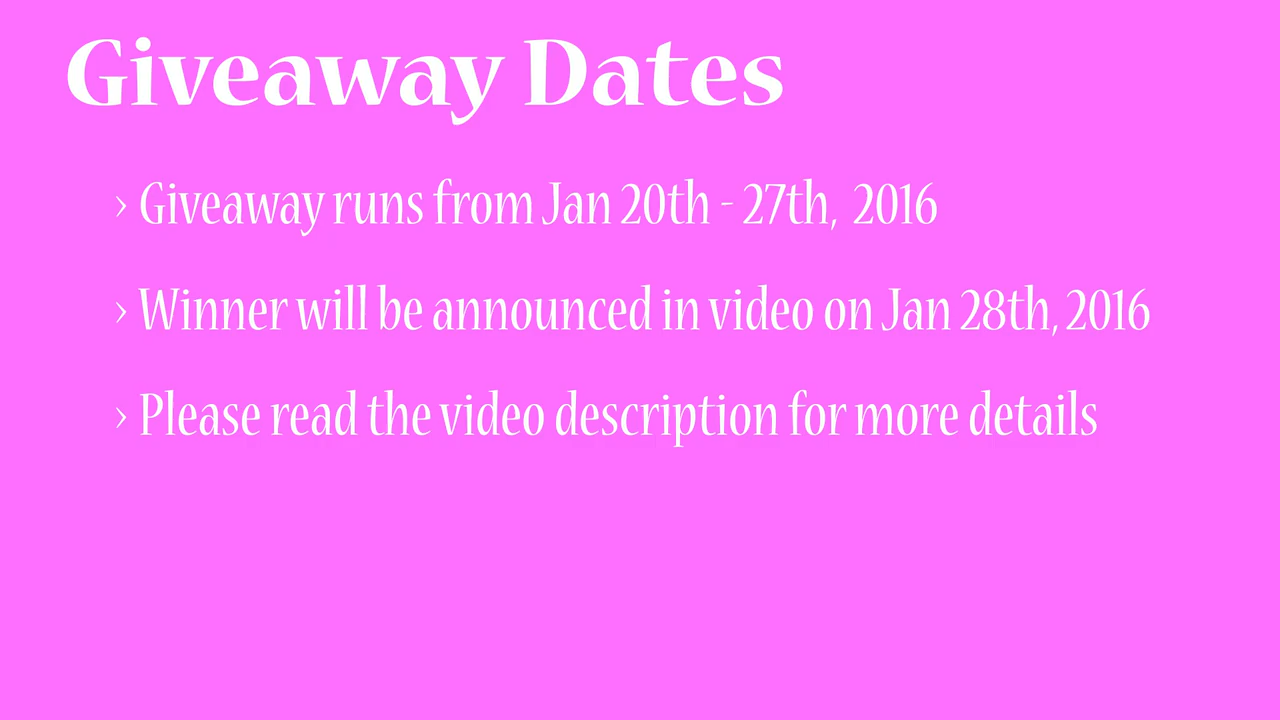 Giveaway Dates
› Giveaway runs from Jan 20th - 27th, 2016
› Winner will be announced in video on Jan 28th, 2016
› Please read the video description for more details